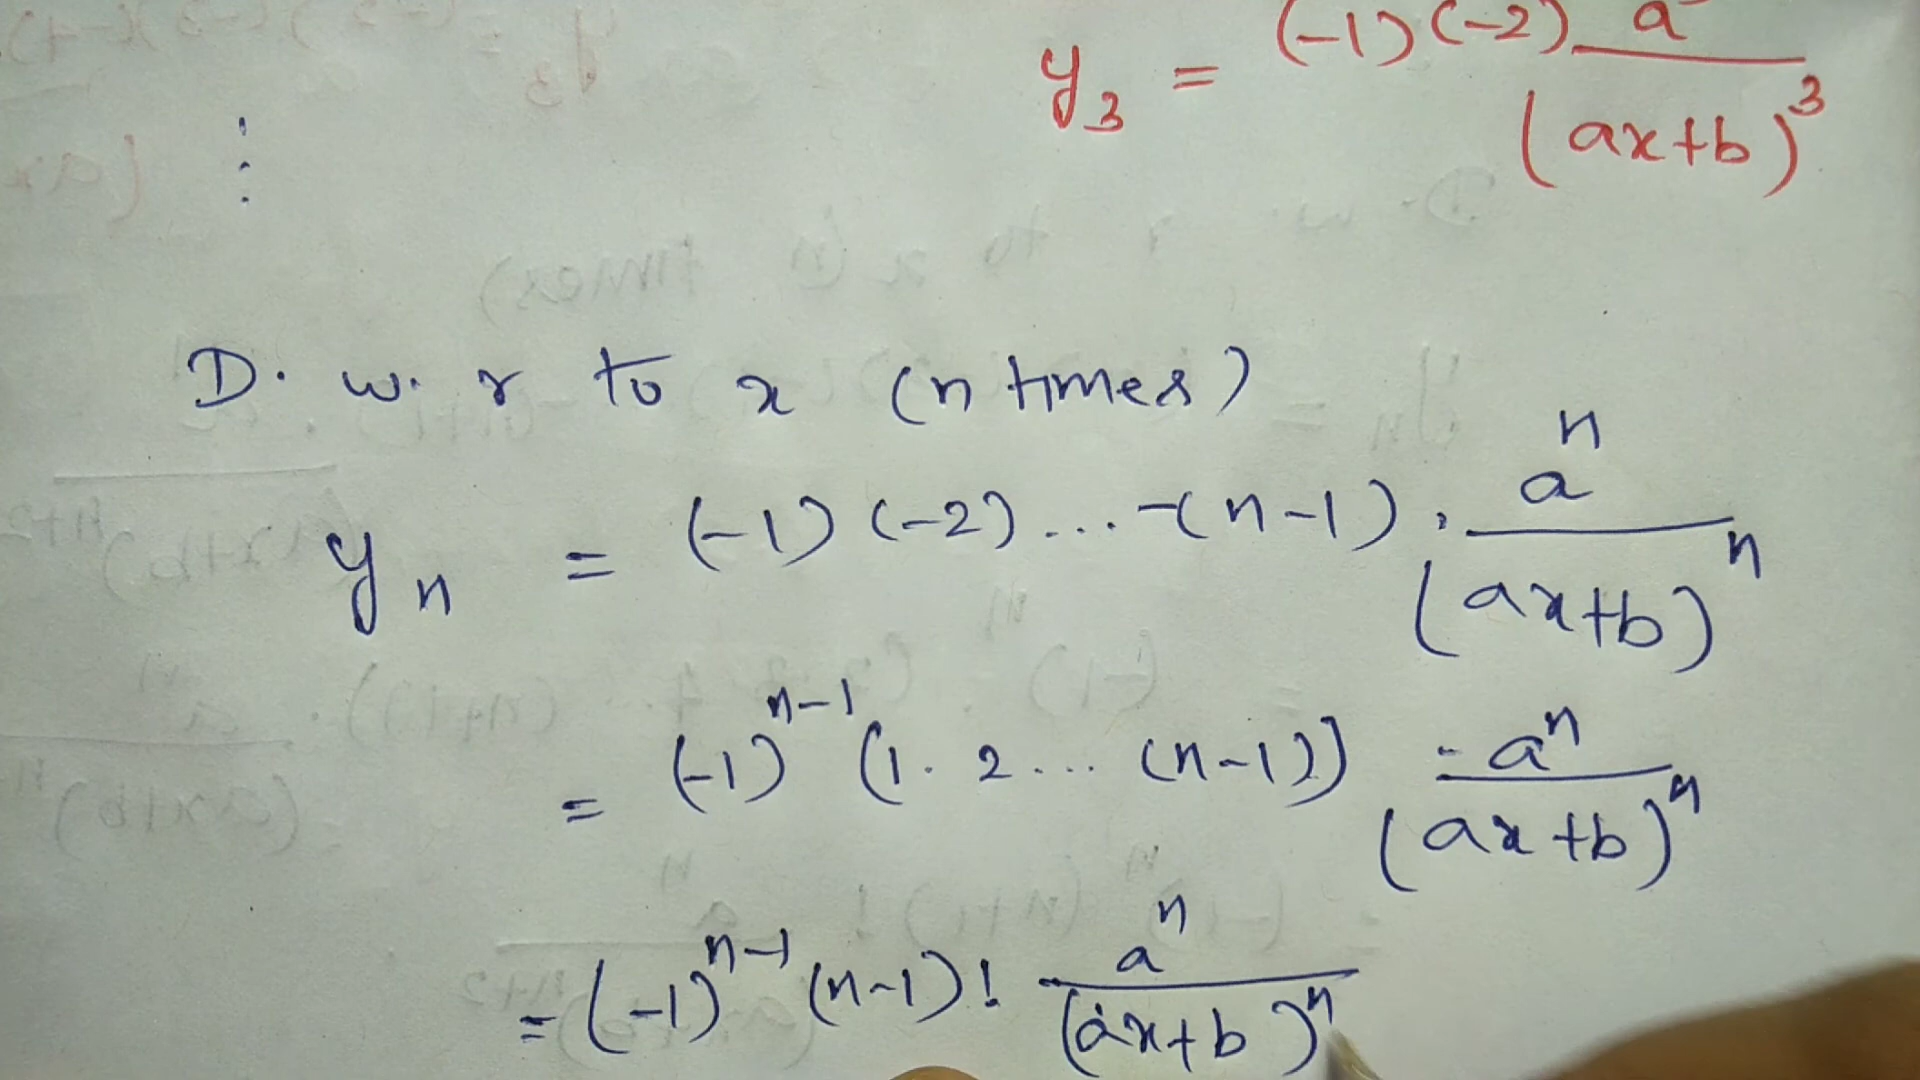 y₃ = (-1)(-2) a / (ax+b)³
⋮
D. w. r to x (n times)
yₙ = (-1)(-2)... -(n-1) . aⁿ / (ax+b)ⁿ
= (-1)ⁿ⁻¹ (1. 2... (n-1)) - aⁿ / (ax+b)ⁿ
= (-1)ⁿ⁻¹ (n-1)! aⁿ / (ax+b)ⁿ